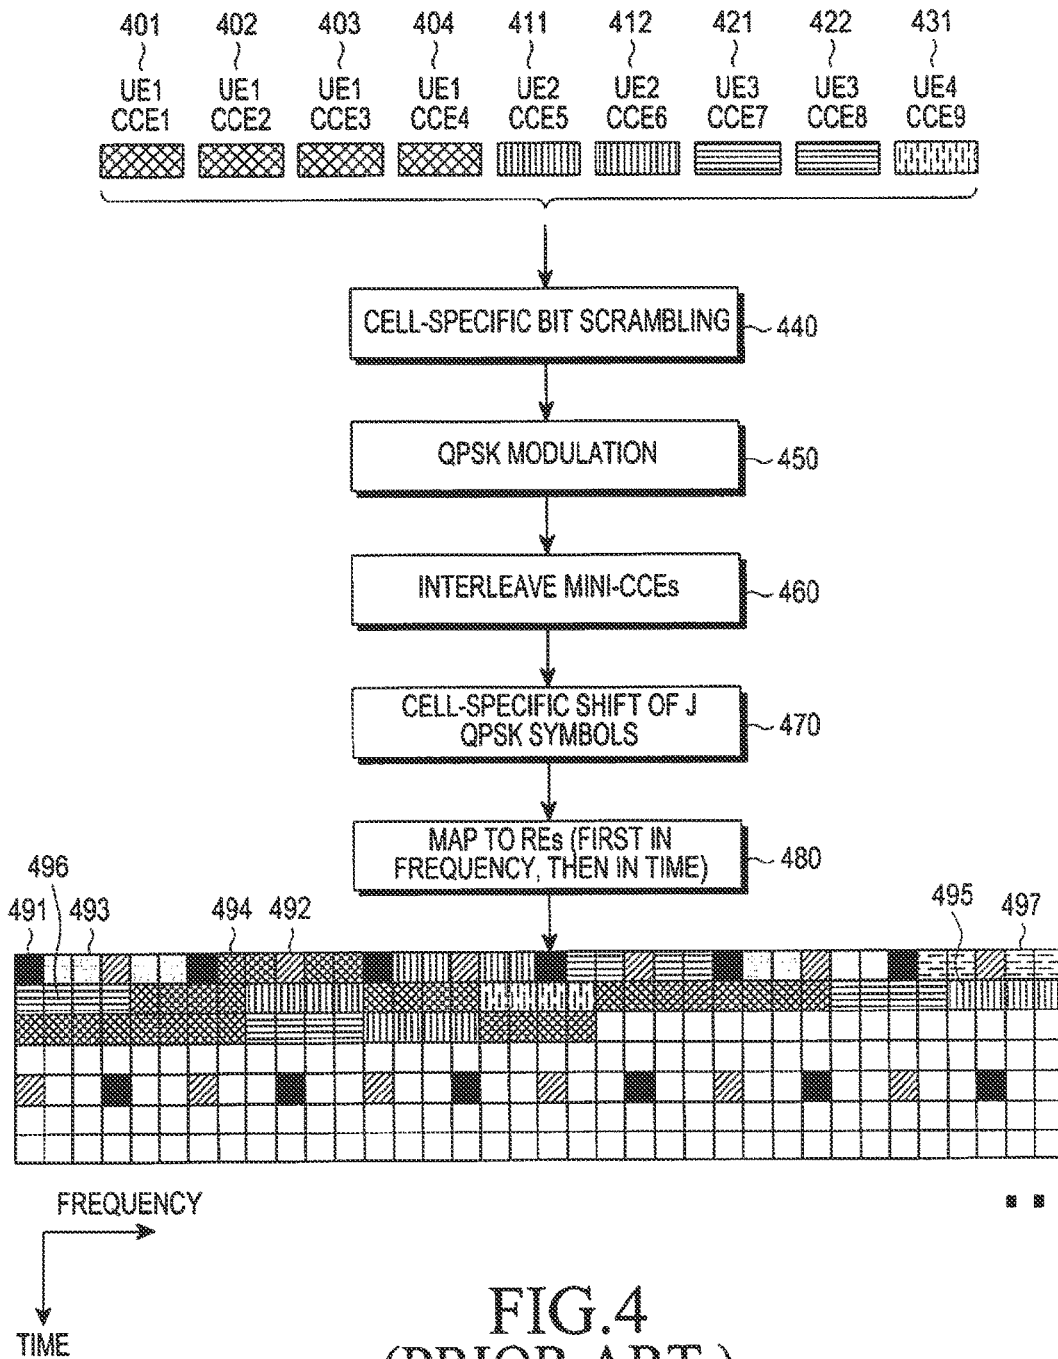 401 402 403 404 411 412 421 422 431
UE1 UE1 UE1 UE1 UE2 UE2 UE3 UE3 UE4
CCE1 CCE2 CCE3 CCE4 CCE5 CCE6 CCE7 CCE8 CCE9
CELL-SPECIFIC BIT SCRAMBLING 440
QPSK MODULATION 450
INTERLEAVE MINI-CCEs 460
CELL-SPECIFIC SHIFT OF J
QPSK SYMBOLS 470
MAP TO REs (FIRST IN
FREQUENCY, THEN IN TIME) 480
496
491 493 494 492 495 497
FREQUENCY
TIME
FIG.4
(PRIOR ART)